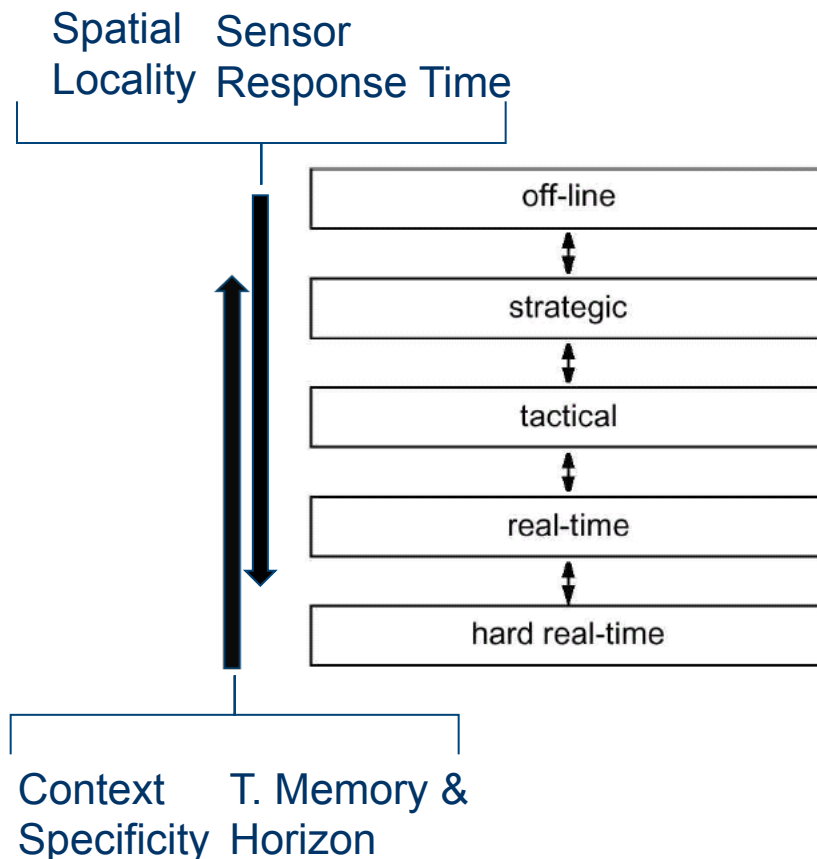 Spatial Sensor
Locality Response Time
off-line
strategic
tactical
real-time
hard real-time
Context T. Memory &
Specificity Horizon